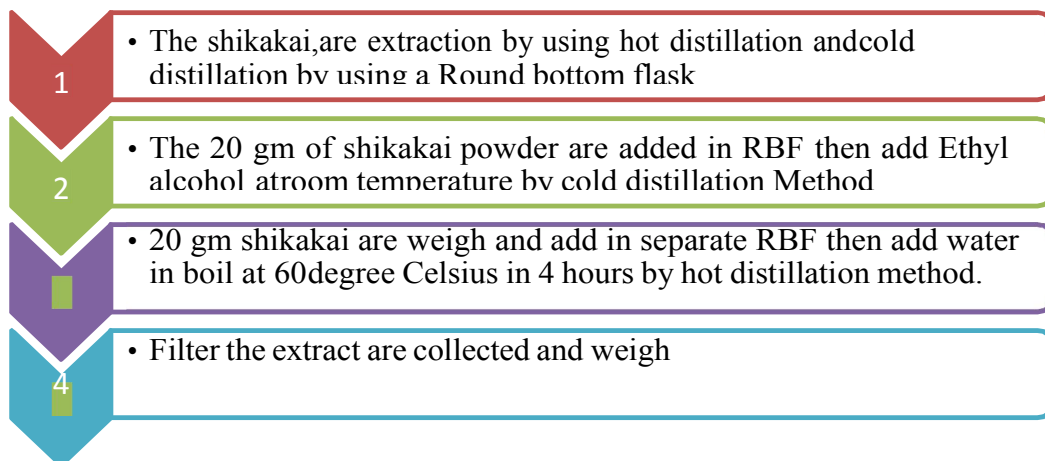 • The shikakai,are extraction by using hot distillation andcold
distillation by using a Round bottom flask
1
• The 20 gm of shikakai powder are added in RBF then add Ethyl
alcohol atroom temperature by cold distillation Method
2
• 20 gm shikakai are weigh and add in separate RBF then add water
in boil at 60degree Celsius in 4 hours by hot distillation method.
• Filter the extract are collected and weigh
4